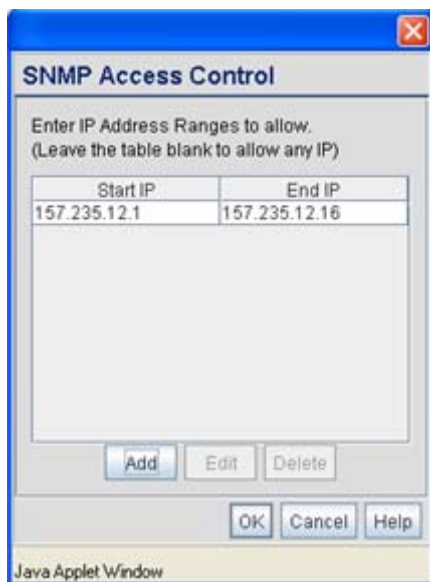 SNMP Access Control
Enter IP Address Ranges to allow.
(Leave the table blank to allow any IP)
Start IP End IP
157.235.12.1 157.235.12.16
Add Edit Delete
OK Cancel Help
Java Applet Window